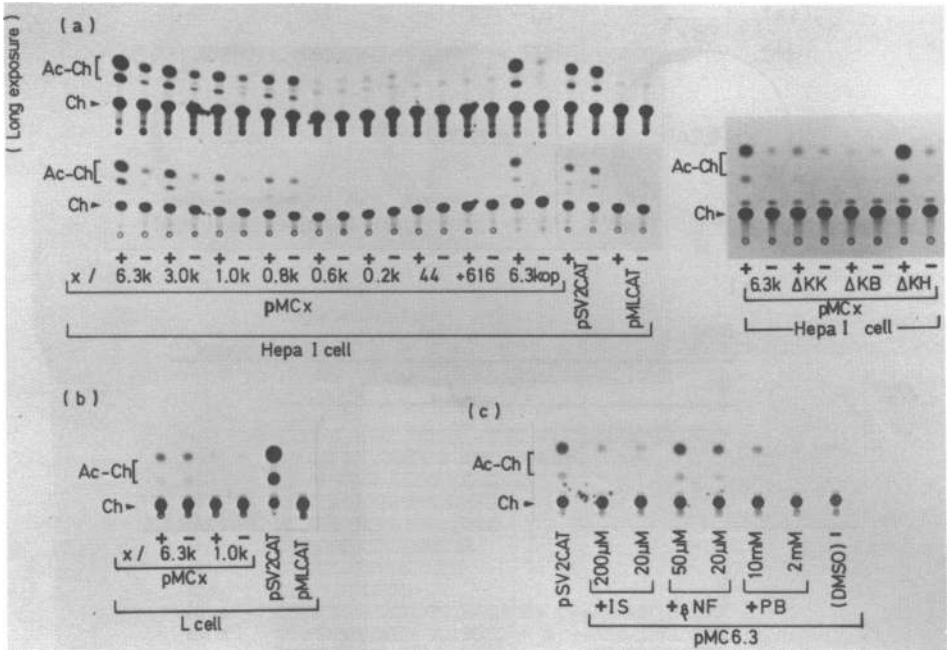 (a)
( Long exposure )
Ac-Ch[
Ch ►
Ac-Ch[
Ch ►
+ − + − + − + − + − + − + − + − + − + − + −
x / 6.3k 3.0k 1.0k 0.8k 0.6k 0.2k 44 +616 6.3kop pSV2CAT pMLCAT
pMCx
Hepa I cell
Ac-Ch[
Ch ►
+ − + − + − + −
6.3k ΔKK ΔKB ΔKH
pMCx
Hepa I cell
(b)
Ac-Ch[
Ch ►
+ − + −
x / 6.3k 1.0k pSV2CAT pMLCAT
pMCx
L cell
(c)
Ac-Ch[
Ch ►
pSV2CAT 200µM 20µM 50µM 20µM 10mM 2mM (DMSO) −
+IS +βNF +PB
pMC6.3